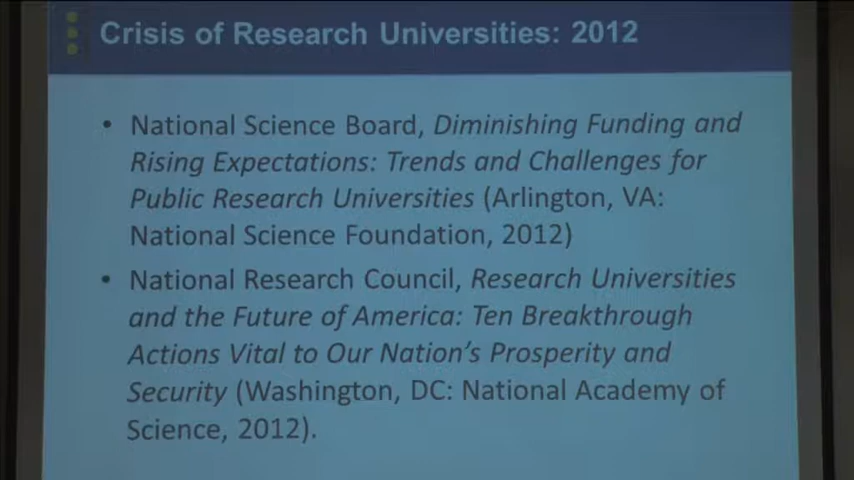 Crisis of Research Universities: 2012
• National Science Board, Diminishing Funding and
Rising Expectations: Trends and Challenges for
Public Research Universities (Arlington, VA:
National Science Foundation, 2012)
• National Research Council, Research Universities
and the Future of America: Ten Breakthrough
Actions Vital to Our Nation's Prosperity and
Security (Washington, DC: National Academy of
Science, 2012).